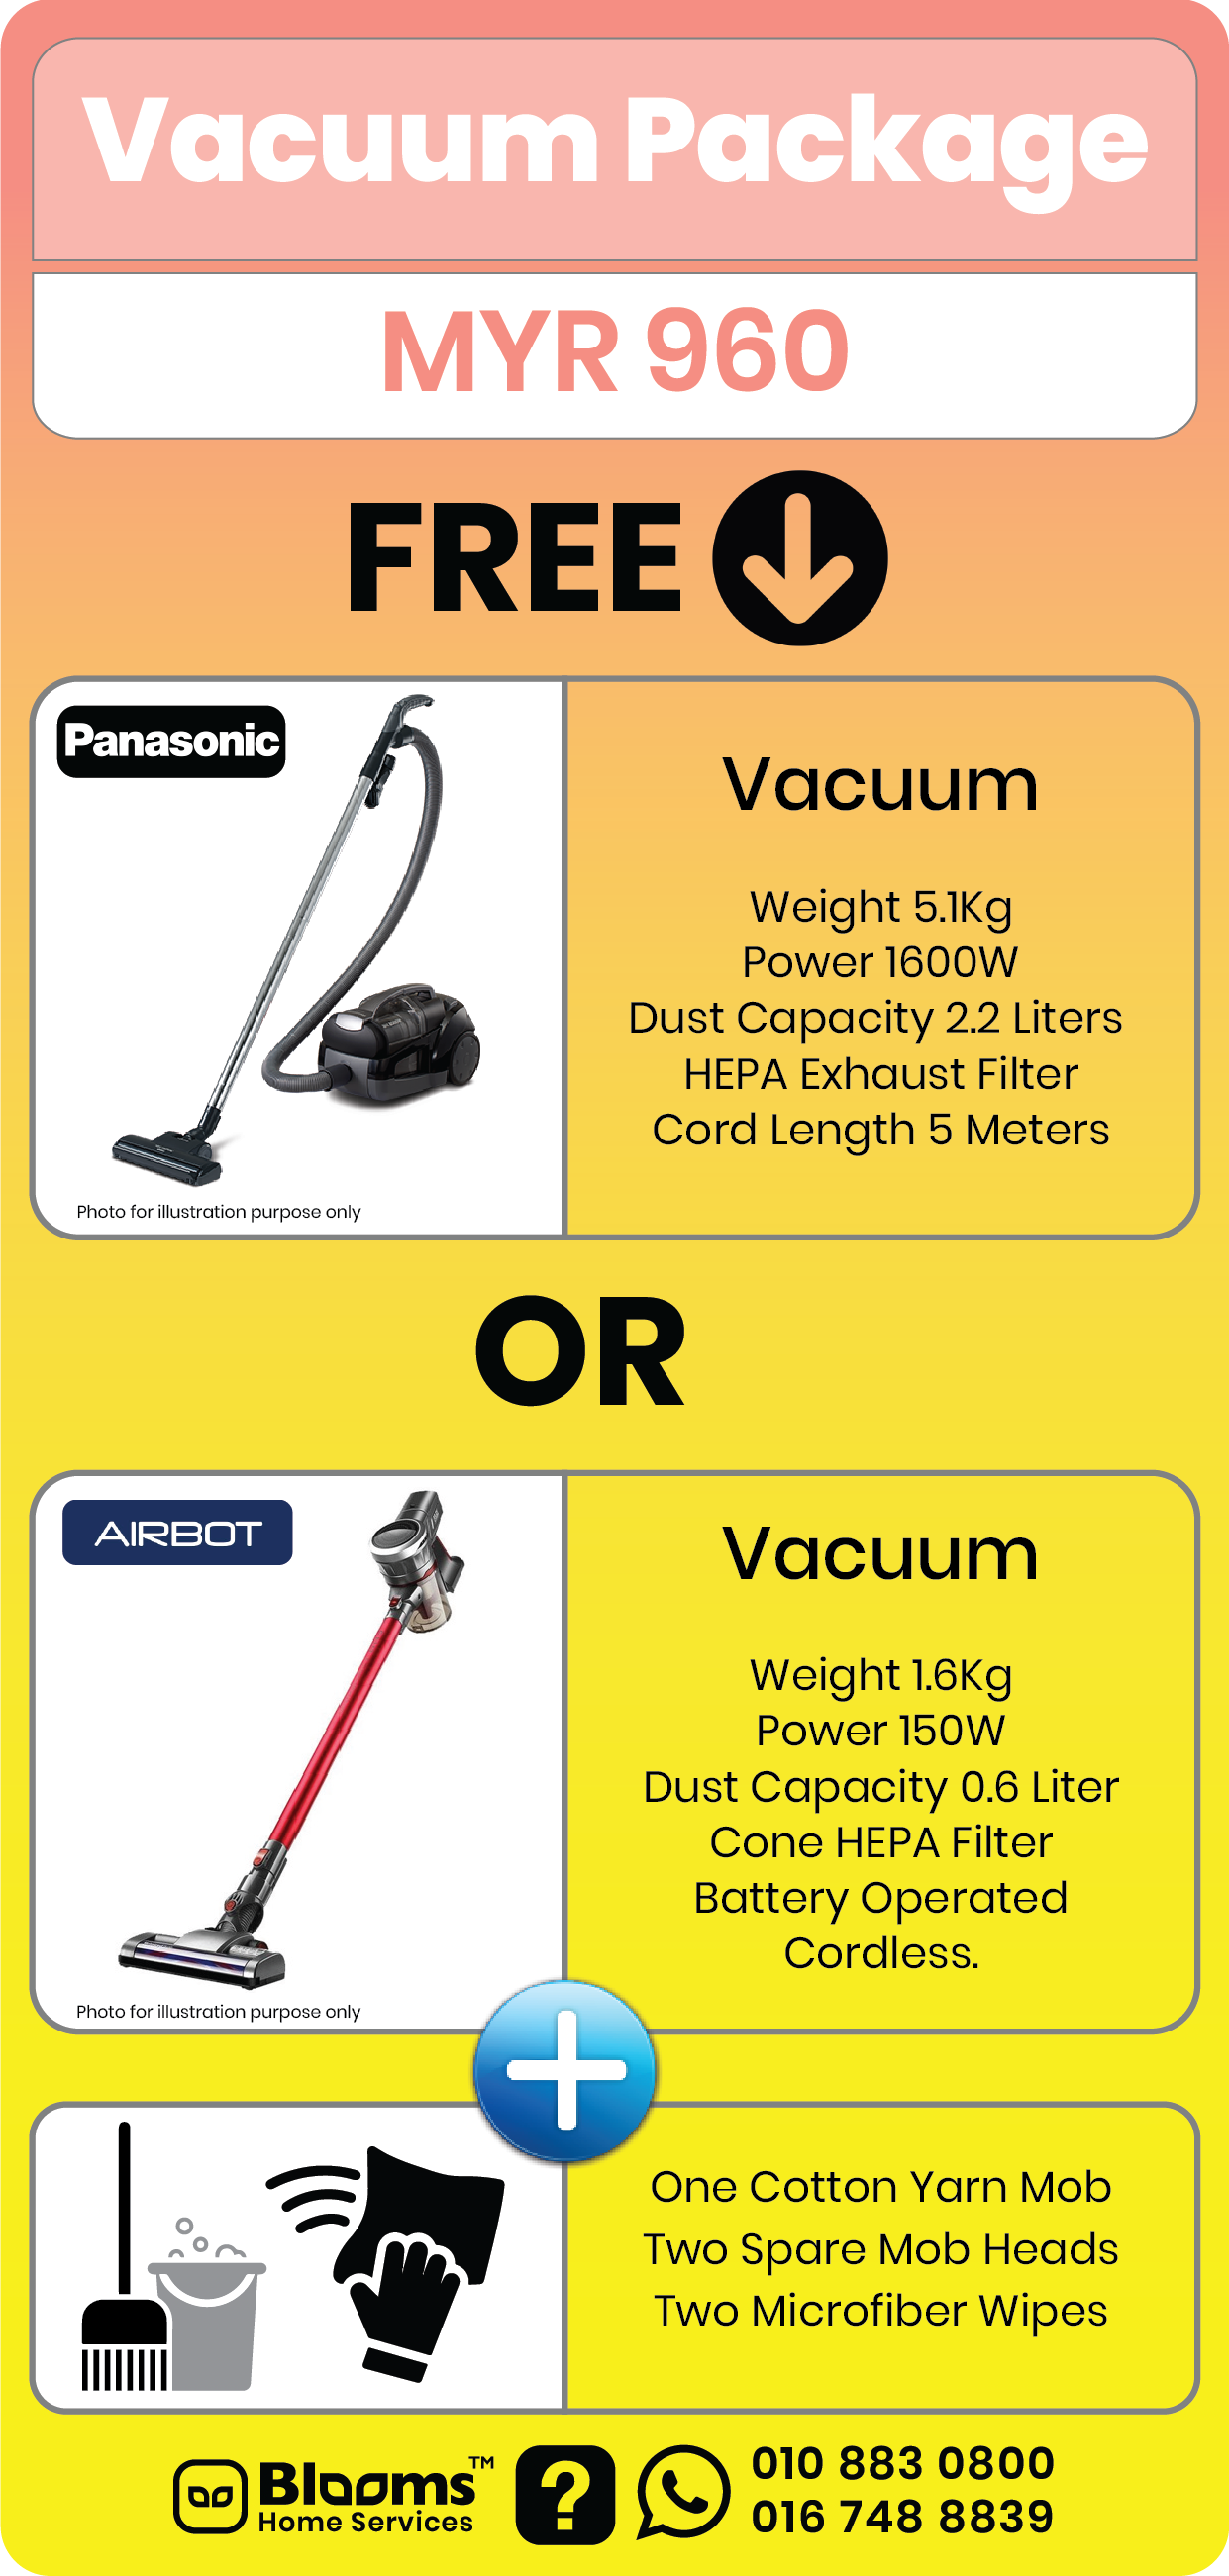 Vacuum Package
MYR 960
FREE
Panasonic
Vacuum
Weight 5.1Kg
Power 1600W
Dust Capacity 2.2 Liters
HEPA Exhaust Filter
Cord Length 5 Meters
Photo for illustration purpose only
OR
AIRBOT
Vacuum
Weight 1.6Kg
Power 150W
Dust Capacity 0.6 Liter
Cone HEPA Filter
Battery Operated
Cordless.
Photo for illustration purpose only
One Cotton Yarn Mob
Two Spare Mob Heads
Two Microfiber Wipes
Blooms™
Home Services
?
010 883 0800
016 748 8839